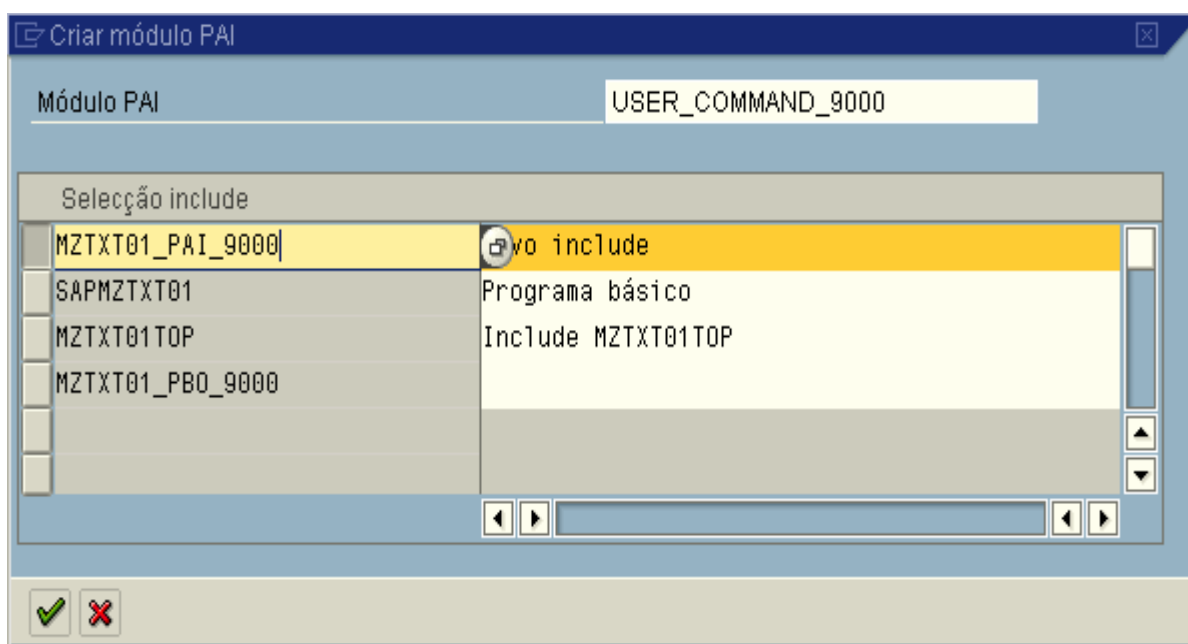 Criar módulo PAI
Módulo PAI USER_COMMAND_9000
Selecção include
MZTXT01_PAI_9000 vo include
SAPMZTXT01 Programa básico
MZTXT01TOP Include MZTXT01TOP
MZTXT01_PBO_9000